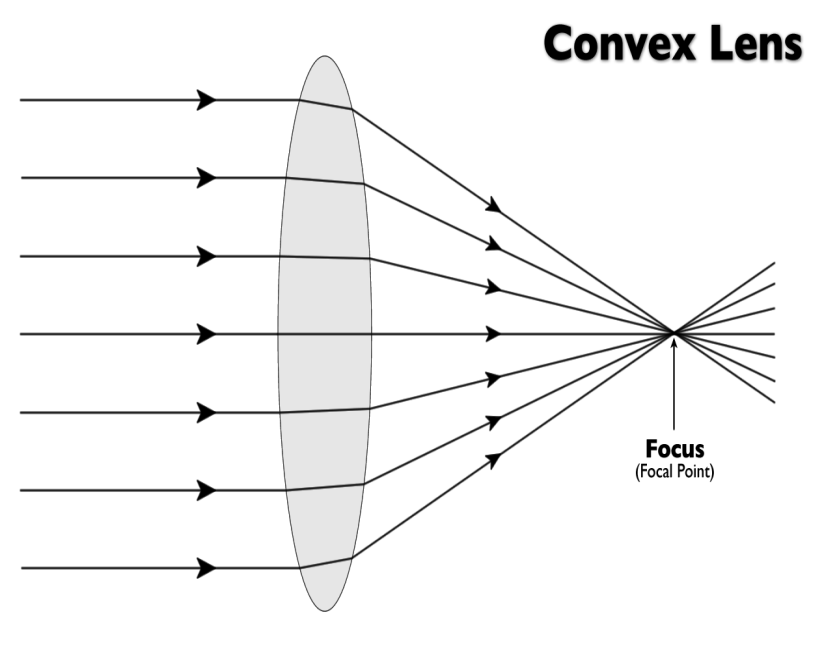 Convex Lens
Focus
(Focal Point)